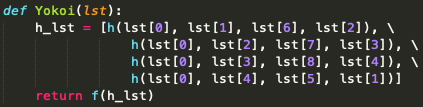 def Yokoi(lst):
h_lst = [h(lst[0], lst[1], lst[6], lst[2]), \
h(lst[0], lst[2], lst[7], lst[3]), \
h(lst[0], lst[3], lst[8], lst[4]), \
h(lst[0], lst[4], lst[5], lst[1])]
return f(h_lst)